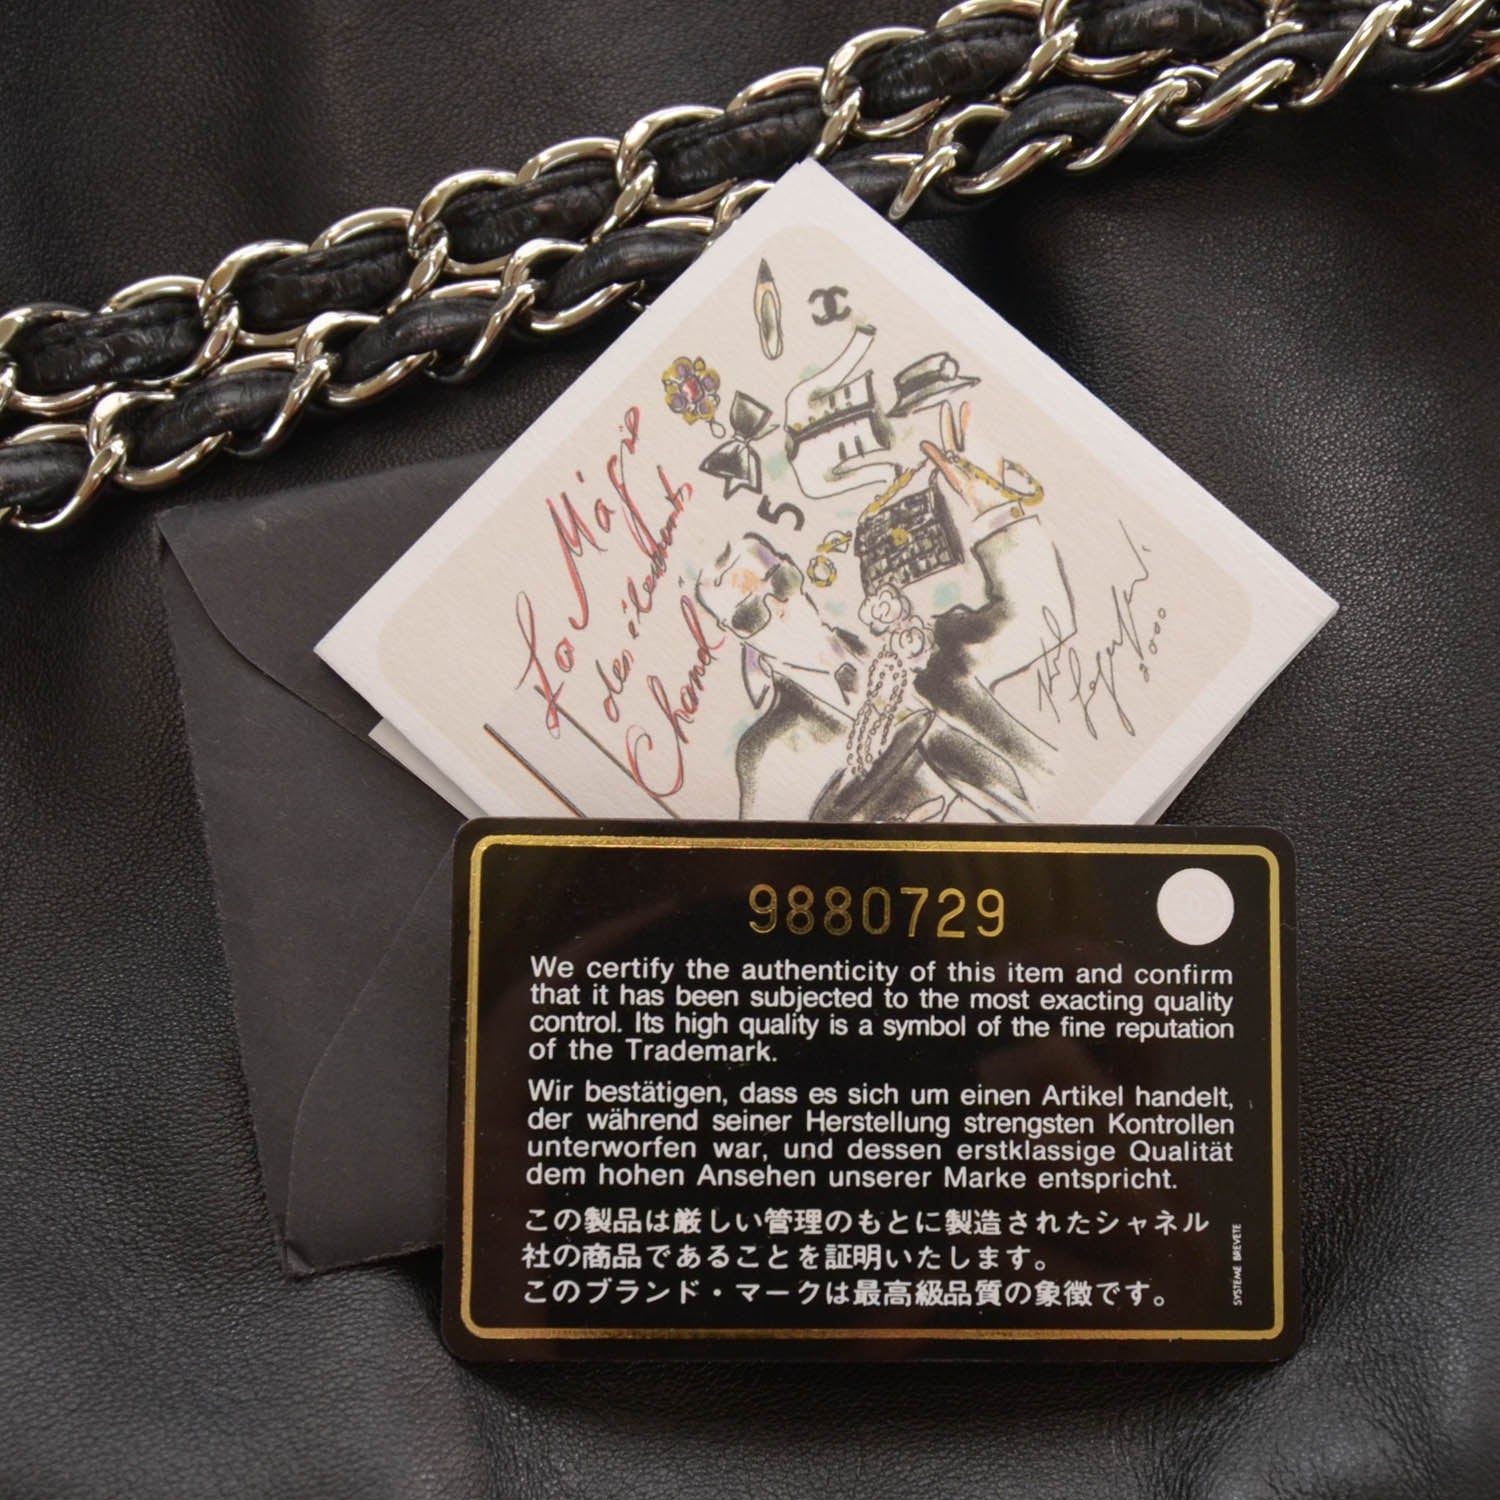 La Magie
des éléments
Chanel
5
Karl
Lagerfeld
2000
9880729
We certify the authenticity of this item and confirm
that it has been subjected to the most exacting quality
control. Its high quality is a symbol of the fine reputation
of the Trademark.
Wir bestätigen, dass es sich um einen Artikel handelt,
der während seiner Herstellung strengsten Kontrollen
unterworfen war, und dessen erstklassige Qualität
dem hohen Ansehen unserer Marke entspricht.
この製品は厳しい管理のもとに製造されたシャネル
社の商品であることを証明いたします。
このブランド・マークは最高級品質の象徴です。
SYSTEME BREVETE